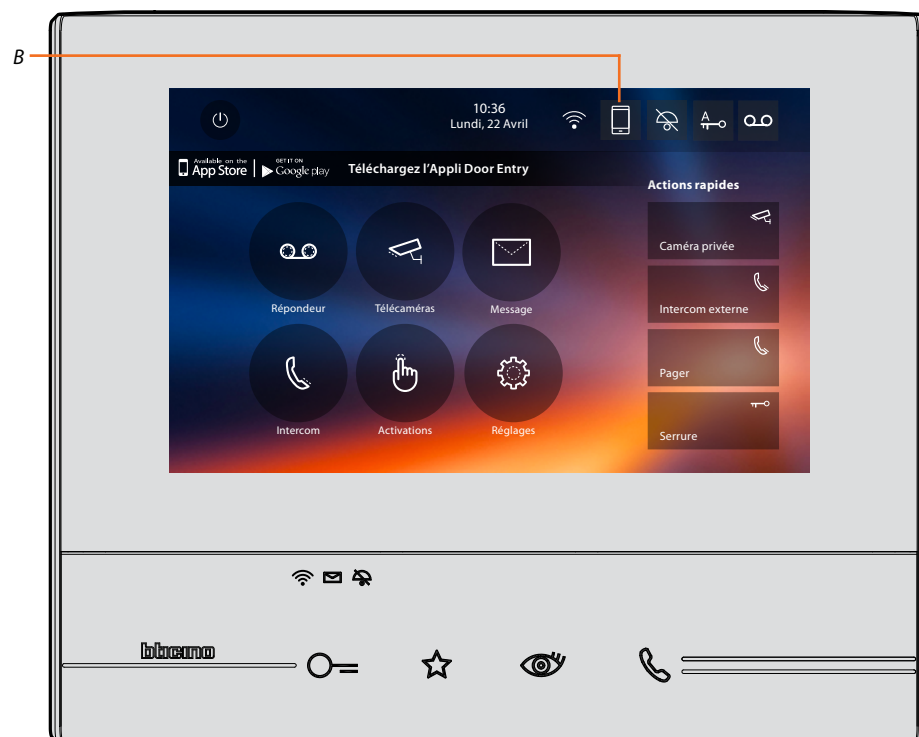 B
10:36
Lundi, 22 Avril
A
Available on the
App Store
GET IT ON
Google play
Téléchargez l'Appli Door Entry
Actions rapides
Caméra privée
Répondeur
Télécaméras
Message
Intercom externe
Pager
Intercom
Activations
Réglages
Serrure
bticino